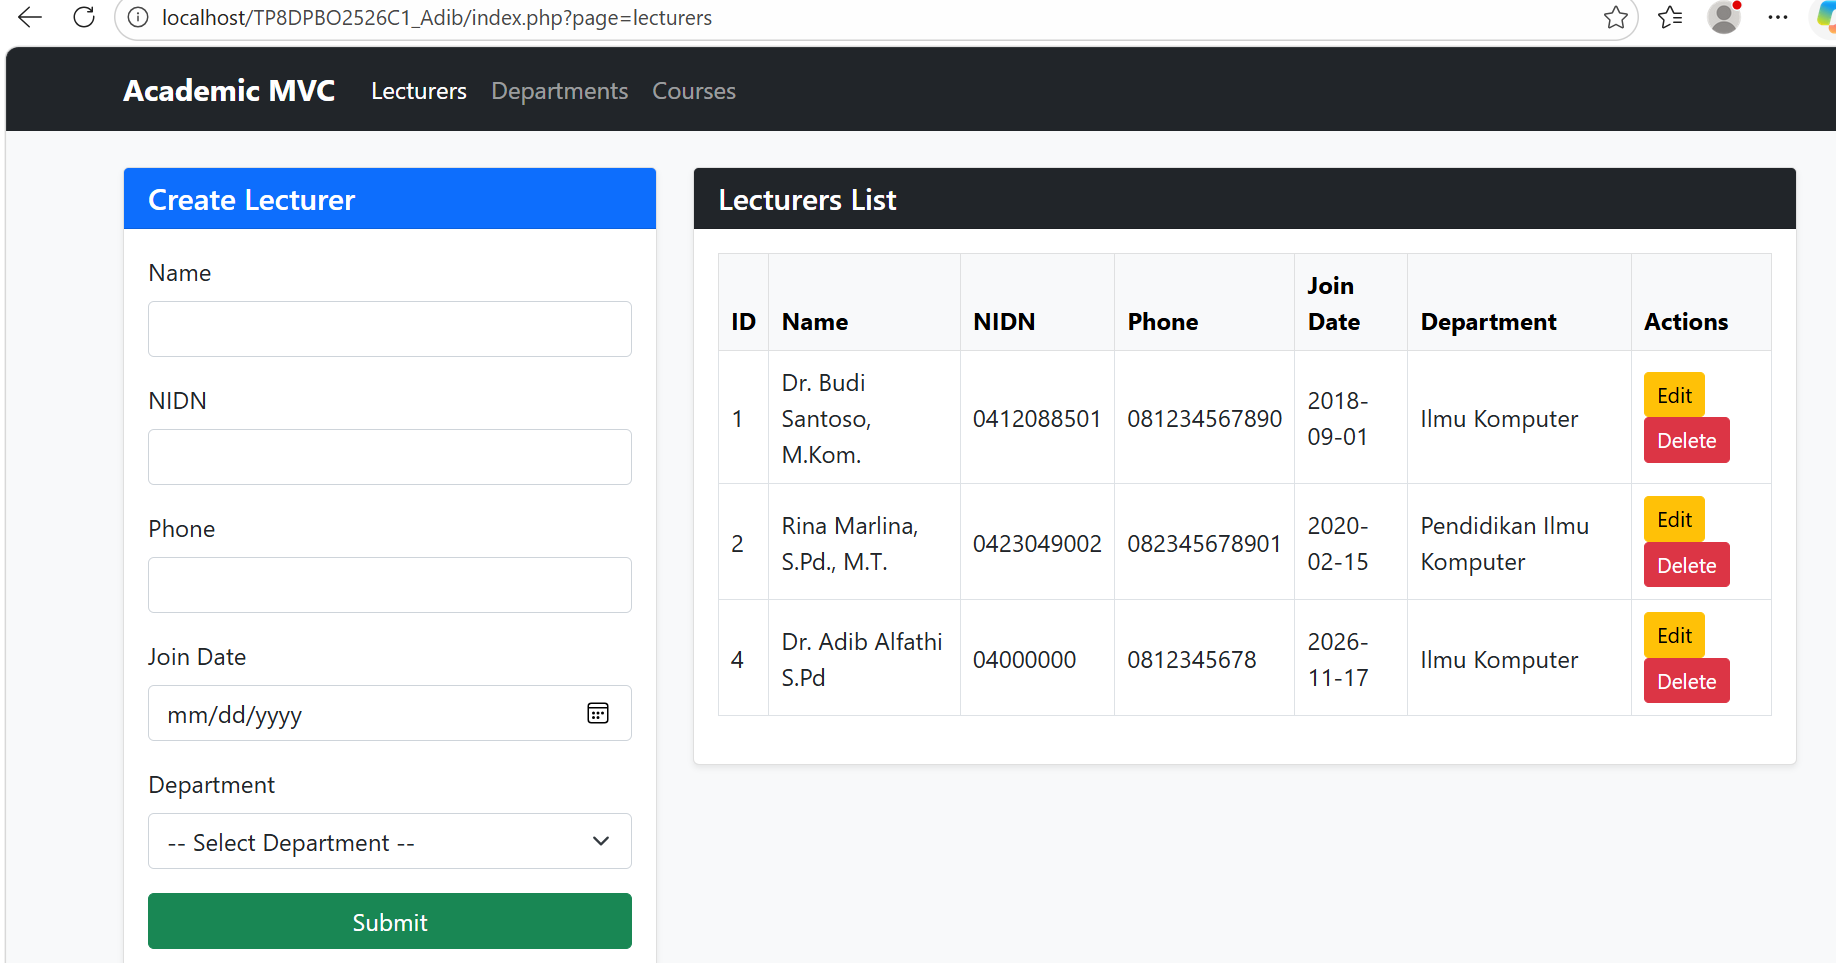 localhost/TP8DPBO2526C1_Adib/index.php?page=lecturers
Academic MVC Lecturers Departments Courses
Create Lecturer
Name
NIDN
Phone
Join Date
mm/dd/yyyy
Department
-- Select Department --
Submit
Lecturers List
ID Name NIDN Phone Join Date Department Actions
1 Dr. Budi Santoso, M.Kom. 0412088501 081234567890 2018-09-01 Ilmu Komputer Edit Delete
2 Rina Marlina, S.Pd., M.T. 0423049002 082345678901 2020-02-15 Pendidikan Ilmu Komputer Edit Delete
4 Dr. Adib Alfathi S.Pd 04000000 0812345678 2026-11-17 Ilmu Komputer Edit Delete